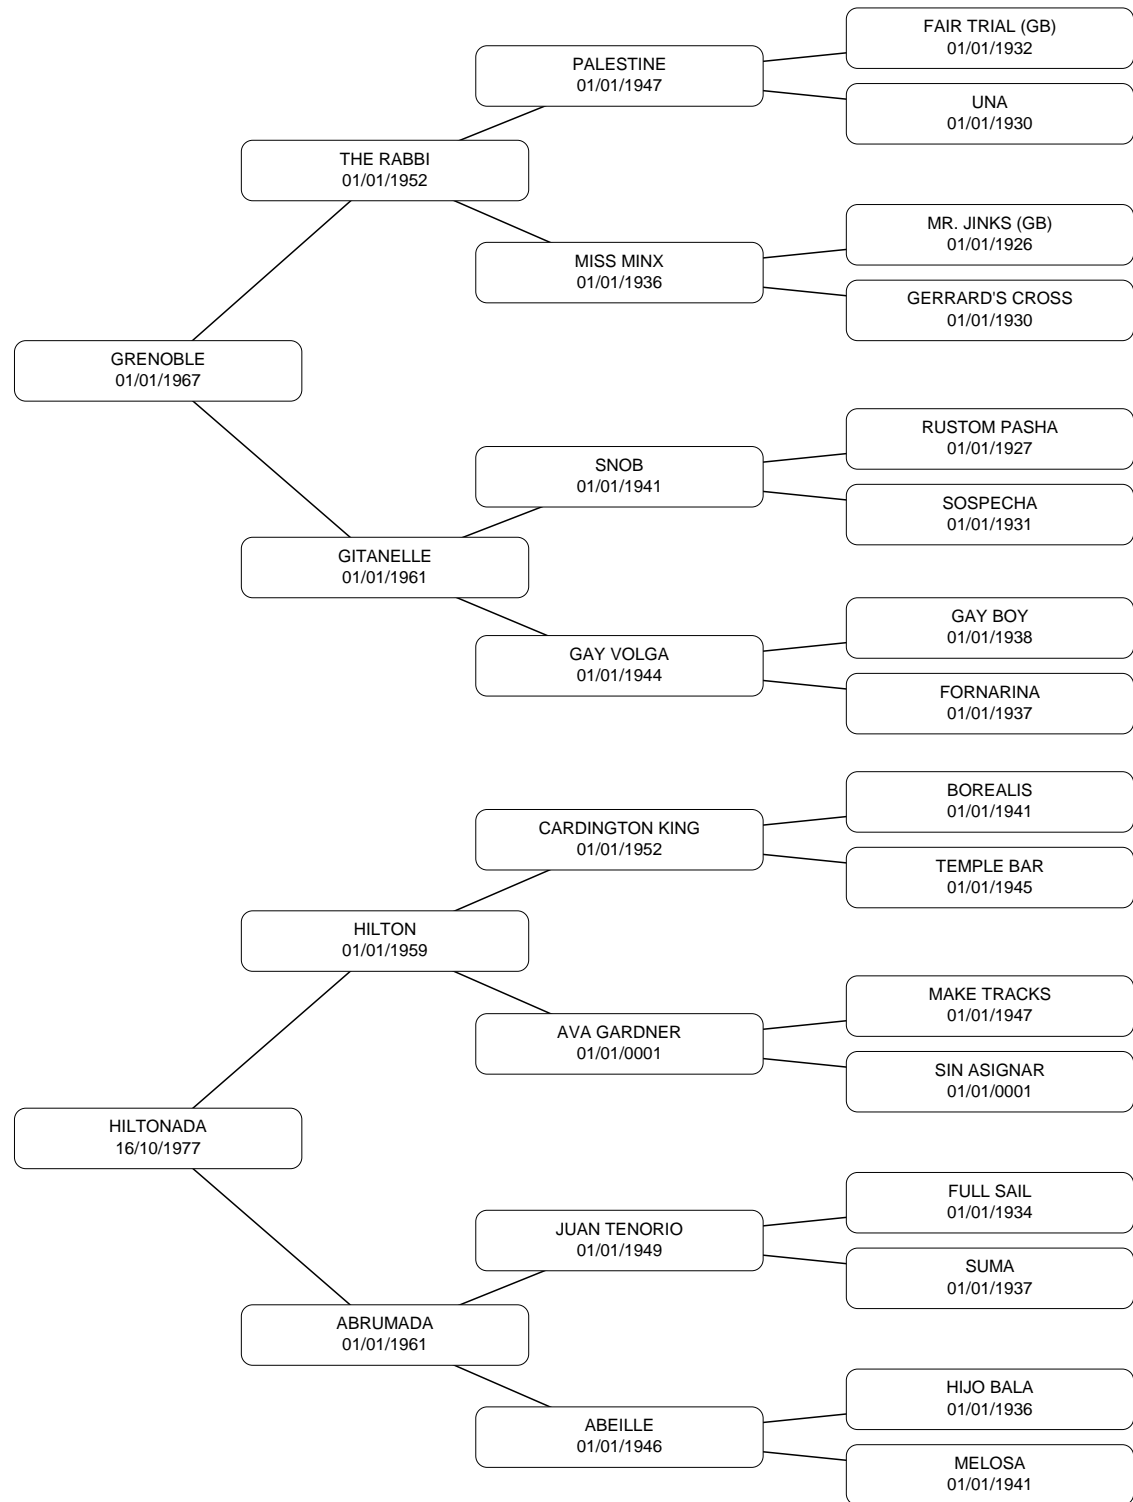 FAIR TRIAL (GB)
01/01/1932
PALESTINE
01/01/1947
UNA
01/01/1930
THE RABBI
01/01/1952
MR. JINKS (GB)
01/01/1926
MISS MINX
01/01/1936
GERRARD'S CROSS
01/01/1930
GRENOBLE
01/01/1967
RUSTOM PASHA
01/01/1927
SNOB
01/01/1941
SOSPECHA
01/01/1931
GITANELLE
01/01/1961
GAY BOY
01/01/1938
GAY VOLGA
01/01/1944
FORNARINA
01/01/1937
BOREALIS
01/01/1941
CARDINGTON KING
01/01/1952
TEMPLE BAR
01/01/1945
HILTON
01/01/1959
MAKE TRACKS
01/01/1947
AVA GARDNER
01/01/0001
SIN ASIGNAR
01/01/0001
HILTONADA
16/10/1977
FULL SAIL
01/01/1934
JUAN TENORIO
01/01/1949
SUMA
01/01/1937
ABRUMADA
01/01/1961
HIJO BALA
01/01/1936
ABEILLE
01/01/1946
MELOSA
01/01/1941